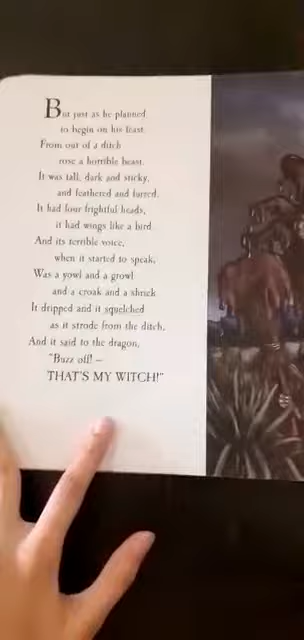 But just as he planned
to begin on his feast,
From out of a ditch
rose a horrible beast.
It was tall, dark and sticky,
and feathered and furred.
It had four frightful heads,
it had wings like a bird.
And its terrible voice,
when it started to speak,
Was a yowl and a growl
and a croak and a shriek.
It dripped and it squelched
as it strode from the ditch,
And it said to the dragon,
"Buzz off! –
THAT'S MY WITCH!"